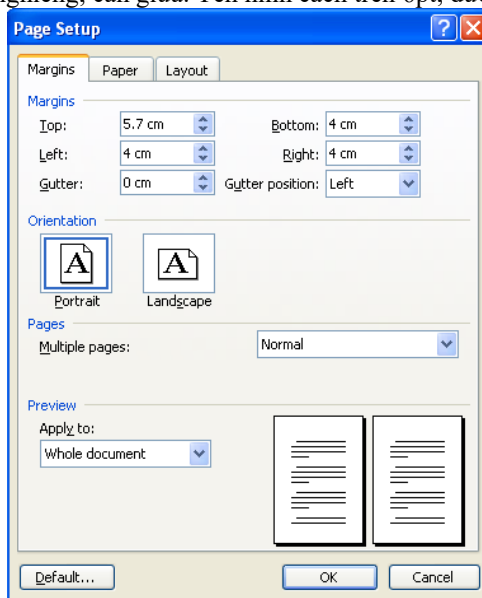 Page Setup
Margins Paper Layout
Margins
Top: 5.7 cm Bottom: 4 cm
Left: 4 cm Right: 4 cm
Gutter: 0 cm Gutter position: Left
Orientation
A A
Portrait Landscape
Pages
Multiple pages: Normal
Preview
Apply to:
Whole document
Default... OK Cancel